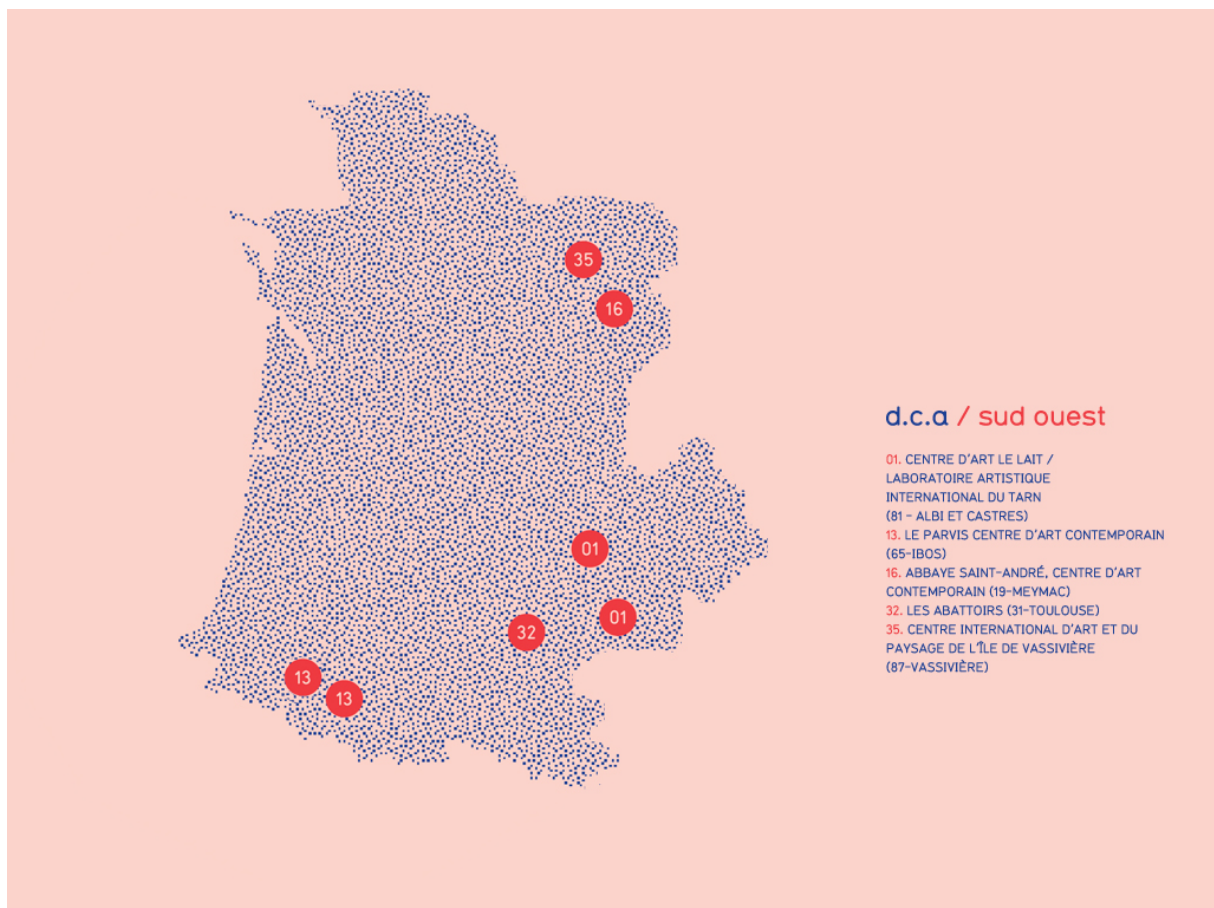 35
16
01
01
32
13
13
d.c.a / sud ouest
01. CENTRE D'ART LE LAIT /
LABORATOIRE ARTISTIQUE
INTERNATIONAL DU TARN
(81 - ALBI ET CASTRES)
13. LE PARVIS CENTRE D'ART CONTEMPORAIN
(65-IBOS)
16. ABBAYE SAINT-ANDRÉ, CENTRE D'ART
CONTEMPORAIN (19-MEYMAC)
32. LES ABATTOIRS (31-TOULOUSE)
35. CENTRE INTERNATIONAL D'ART ET DU
PAYSAGE DE L'ÎLE DE VASSIVIÈRE
(87-VASSIVIÈRE)